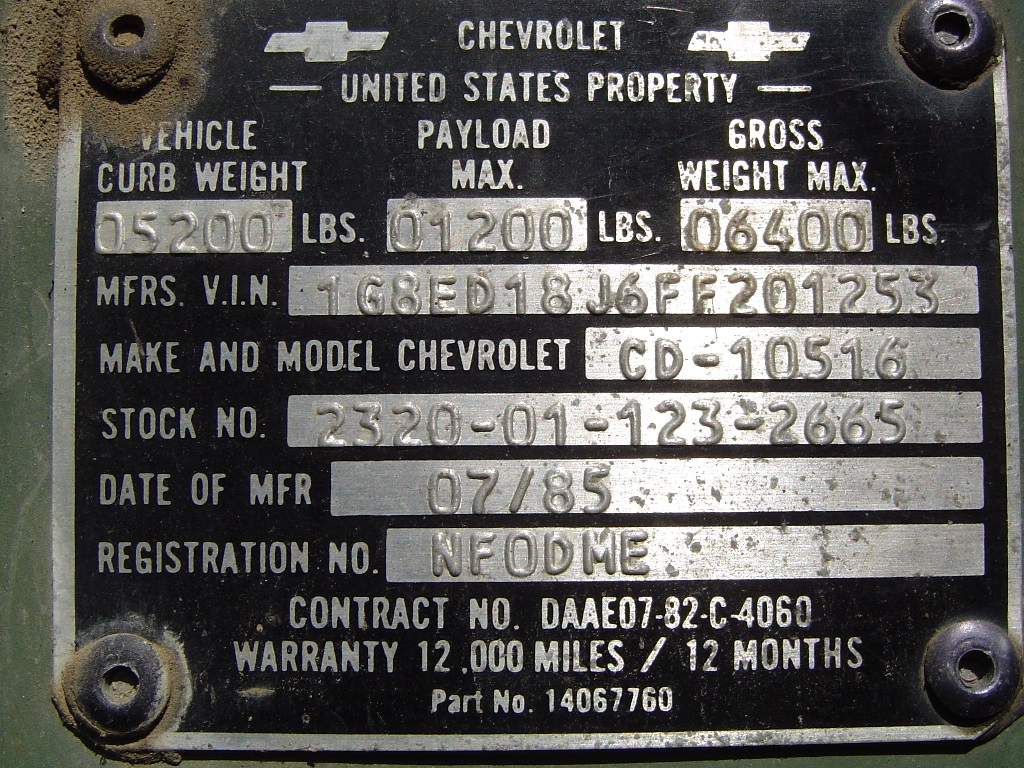 CHEVROLET
UNITED STATES PROPERTY
VEHICLE CURB WEIGHT 05200 LBS.
PAYLOAD MAX. 01200 LBS.
GROSS WEIGHT MAX. 06400 LBS.
MFRS. V.I.N. 1G8ED18J6FF201253
MAKE AND MODEL CHEVROLET CD-10516
STOCK NO. 2320-01-123-2665
DATE OF MFR 07/85
REGISTRATION NO. NF0DME
CONTRACT NO. DAAE07-82-C-4060
WARRANTY 12,000 MILES / 12 MONTHS
Part No. 14067760